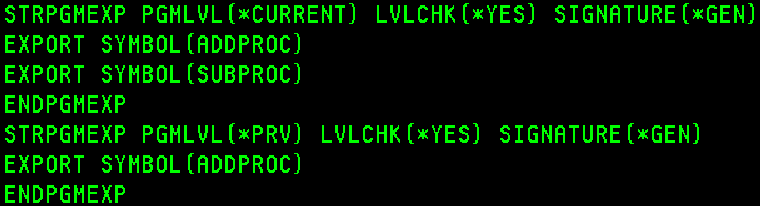 STRPGMEXP PGMLVL(*CURRENT) LVLCHK(*YES) SIGNATURE(*GEN)
EXPORT SYMBOL(ADDPROC)
EXPORT SYMBOL(SUBPROC)
ENDPGMEXP
STRPGMEXP PGMLVL(*PRV) LVLCHK(*YES) SIGNATURE(*GEN)
EXPORT SYMBOL(ADDPROC)
ENDPGMEXP